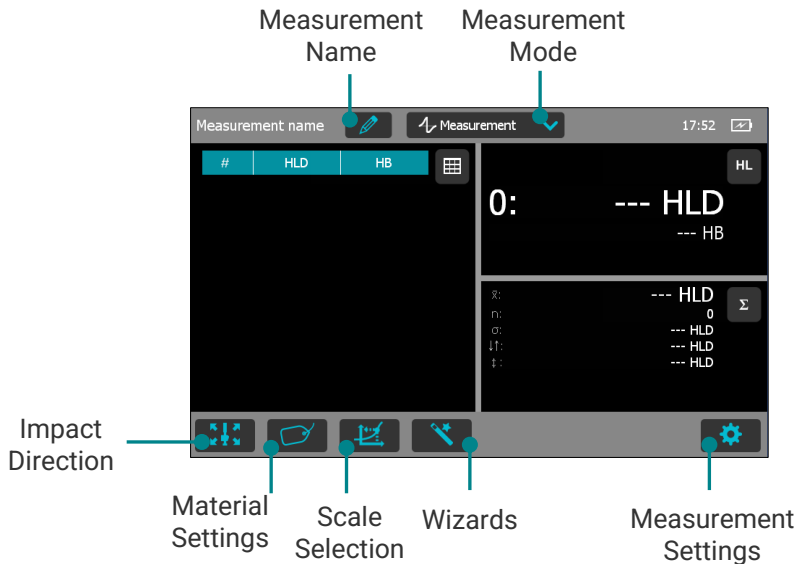 Measurement Name
Measurement Mode
Measurement name
Measurement
17:52
# HLD HB
HL
0: --- HLD
--- HB
x̄: --- HLD
Σ
n: 0
σ: --- HLD
↓↑: --- HLD
↕: --- HLD
Impact Direction
Material Settings
Scale Selection
Wizards
Measurement Settings